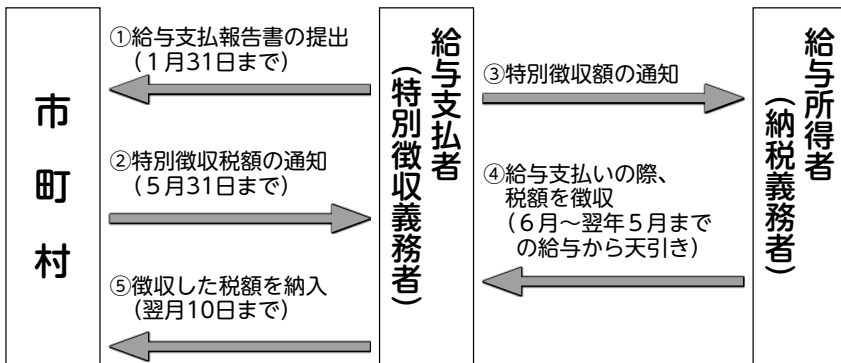 市町村
①給与支払報告書の提出
(1月31日まで)
②特別徴収税額の通知
(5月31日まで)
⑤徴収した税額を納入
(翌月10日まで)
給与支払者
(特別徴収義務者)
③特別徴収額の通知
④給与支払いの際、
税額を徴収
(6月〜翌年5月まで
の給与から天引き)
給与所得者
(納税義務者)